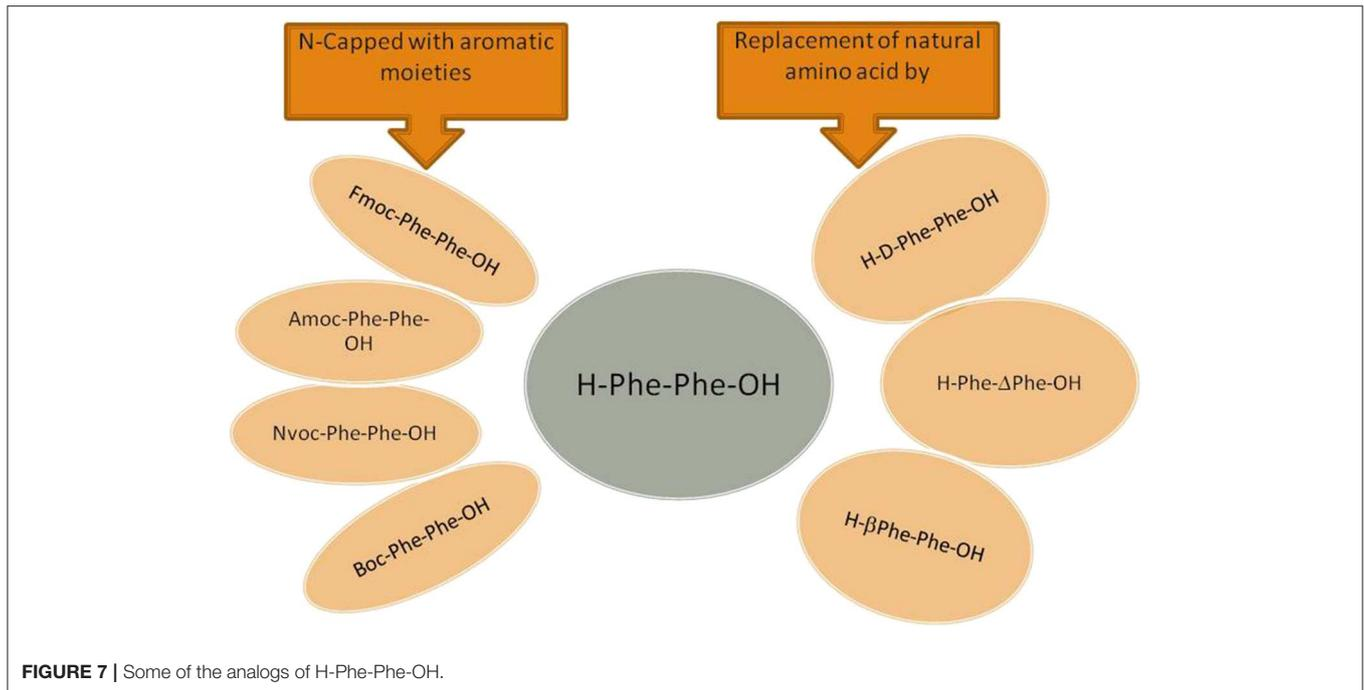 N-Capped with aromatic
moieties
Replacement of natural
amino acid by
Fmoc-Phe-Phe-OH
Amoc-Phe-Phe-
OH
Nvoc-Phe-Phe-OH
Boc-Phe-Phe-OH
H-Phe-Phe-OH
H-D-Phe-Phe-OH
H-Phe-ΔPhe-OH
H-βPhe-Phe-OH
FIGURE 7 | Some of the analogs of H-Phe-Phe-OH.